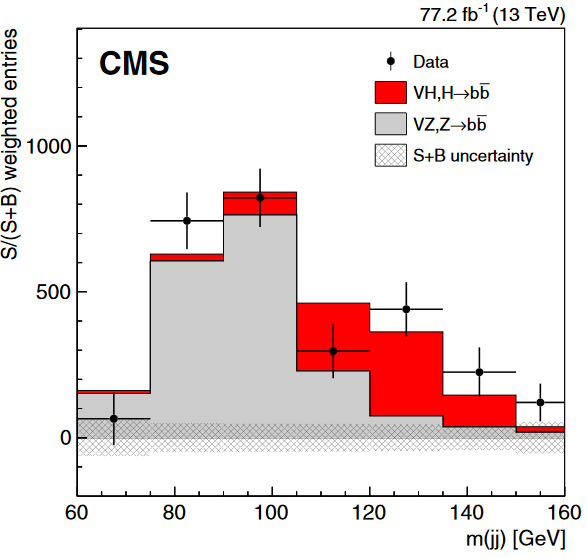 77.2 fb⁻¹ (13 TeV)
S/(S+B) weighted entries
CMS
Data
VH,H→bb̅
VZ,Z→bb̅
S+B uncertainty
1000
500
0
60 80 100 120 140 160
m(jj) [GeV]